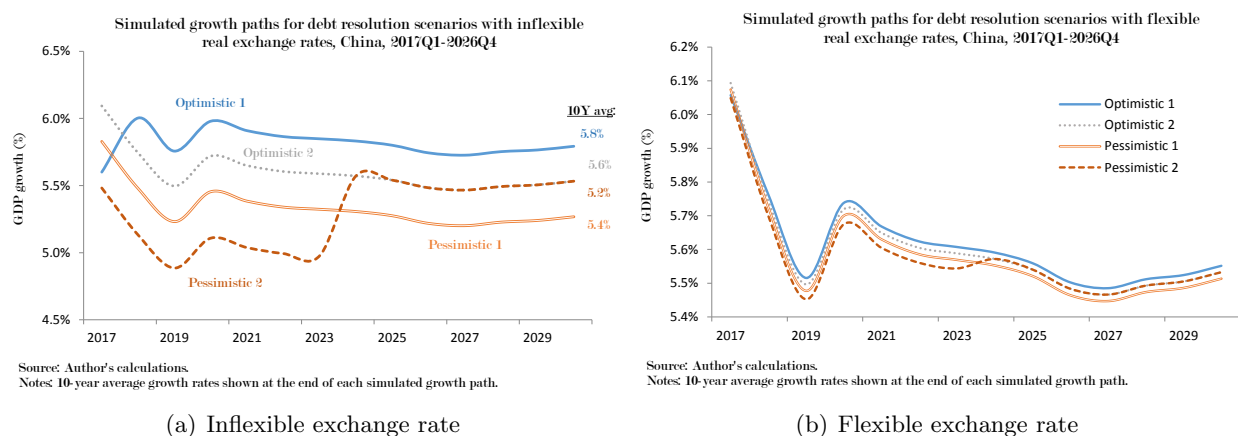 Simulated growth paths for debt resolution scenarios with inflexible
real exchange rates, China, 2017Q1-2026Q4
6.5%
6.0%
5.5%
5.0%
4.5%
GDP growth (%)
2017 2019 2021 2023 2025 2027 2029
Optimistic 1
Optimistic 2
Pessimistic 1
Pessimistic 2
10Y avg.
5.8%
5.6%
5.2%
5.4%
Source: Author's calculations.
Notes: 10-year average growth rates shown at the end of each simulated growth path.
(a) Inflexible exchange rate
Simulated growth paths for debt resolution scenarios with flexible
real exchange rates, China, 2017Q1-2026Q4
6.2%
6.1%
6.0%
5.9%
5.8%
5.7%
5.6%
5.5%
5.4%
GDP growth (%)
2017 2019 2021 2023 2025 2027 2029
Optimistic 1
Optimistic 2
Pessimistic 1
Pessimistic 2
Source: Author's calculations.
Notes: 10-year average growth rates shown at the end of each simulated growth path.
(b) Flexible exchange rate